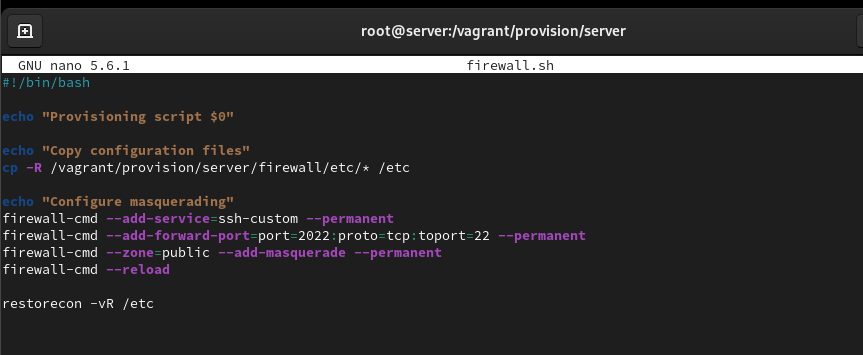 root@server:/vagrant/provision/server
GNU nano 5.6.1 firewall.sh
#!/bin/bash
echo "Provisioning script $0"
echo "Copy configuration files"
cp -R /vagrant/provision/server/firewall/etc/* /etc
echo "Configure masquerading"
firewall-cmd --add-service=ssh-custom --permanent
firewall-cmd --add-forward-port=port=2022:proto=tcp:toport=22 --permanent
firewall-cmd --zone=public --add-masquerade --permanent
firewall-cmd --reload
restorecon -vR /etc